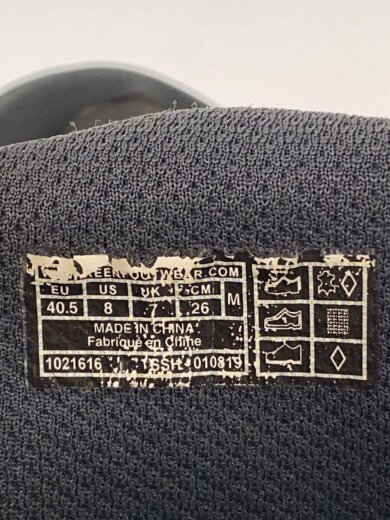 KEENFOOTWEAR.COM
EU US UK CM M
40.5 8 7 26
MADE IN CHINA
Fabriqué en Chine
1021616 TSSH 010819